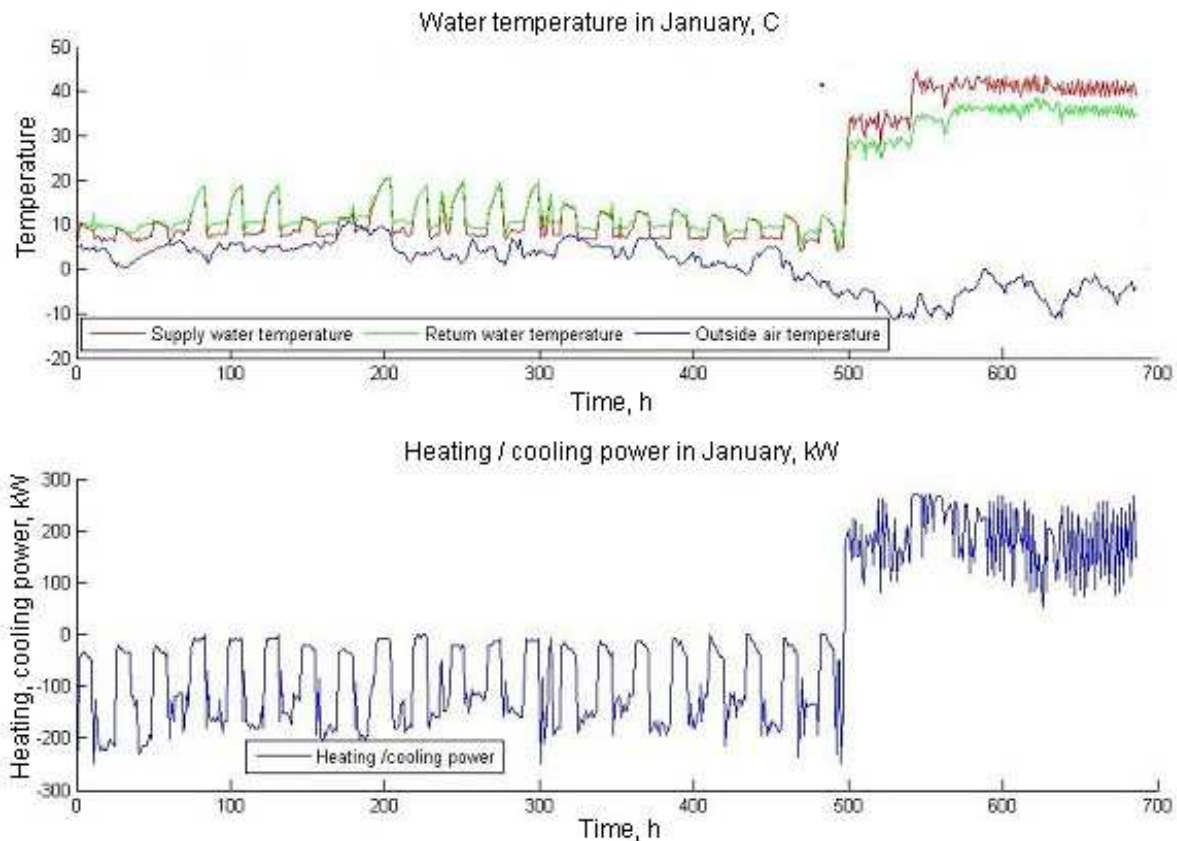 Water temperature in January, C
Temperature
50
40
30
20
10
0
-10
-20
Supply water temperature Return water temperature Outside air temperature
0 100 200 300 400 500 600 700
Time, h
Heating / cooling power in January, kW
Heating, cooling power, kW
300
200
100
0
-100
-200
-300
Heating /cooling power
0 100 200 300 400 500 600 700
Time, h